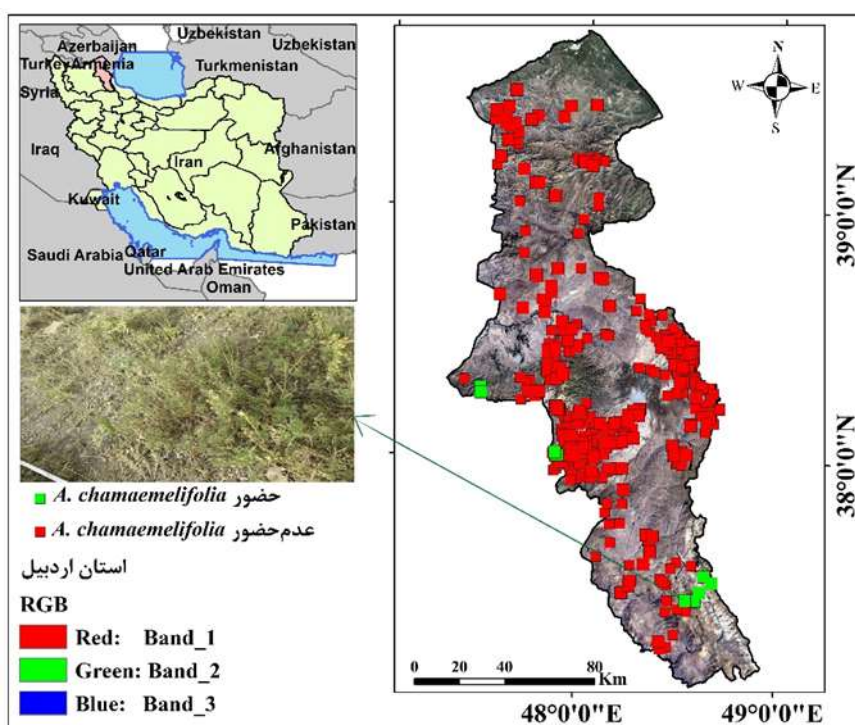 Uzbekistan
Azerbaijan
Uzbekistan
Turkey Armenia
Turkmenistan
Syria
Iraq
Iran
Afghanistan
Kuwait
Pakistan
Saudi Arabia
Qatar
United Arab Emirates
Oman
حضور A. chamaemelifolia
عدم‌حضور A. chamaemelifolia
استان اردبیل
RGB
Red: Band_1
Green: Band_2
Blue: Band_3
N
W E
S
39°0'0"N
38°0'0"N
Km
0 20 40 80
48°0'0"E 49°0'0"E